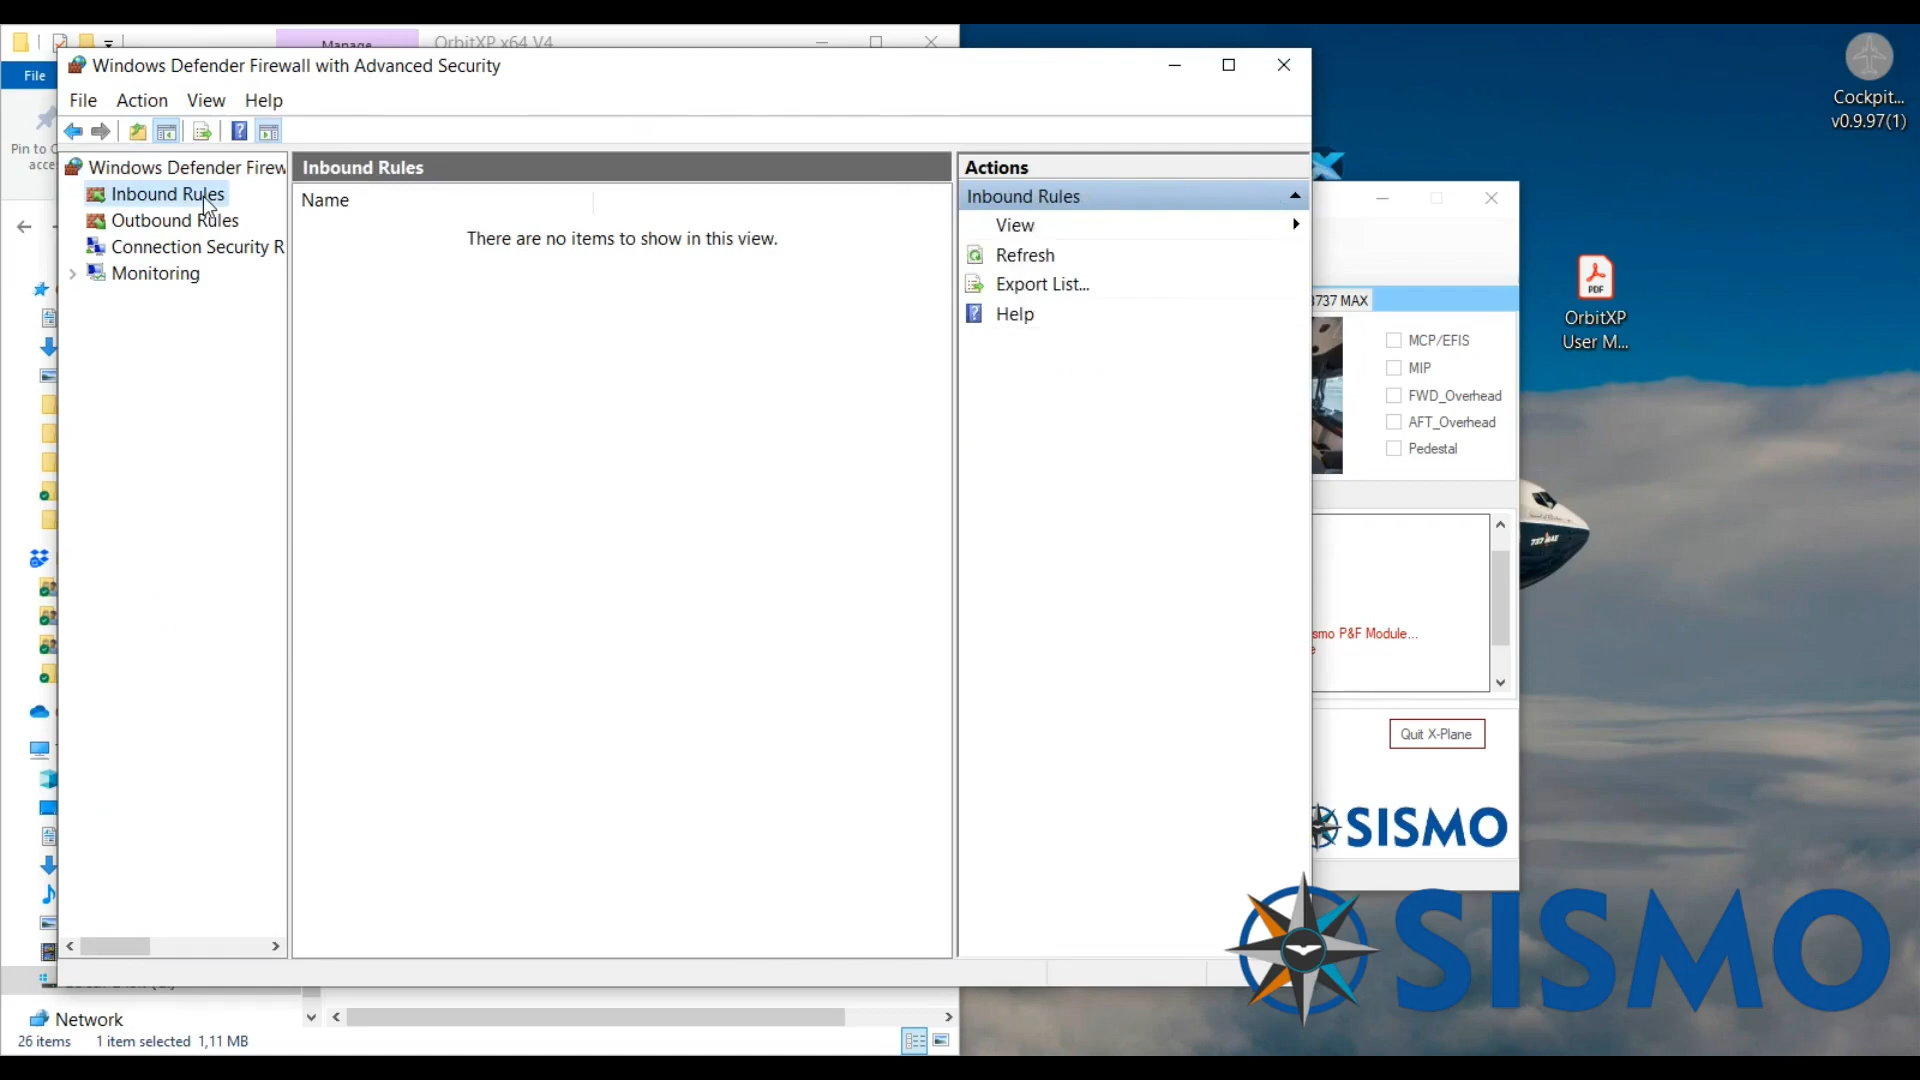 Manage
OrbitXP x64 V4
File
Windows Defender Firewall with Advanced Security
File Action View Help
Pin to
acce
Windows Defender Firew
Inbound Rules
Outbound Rules
Connection Security R
Monitoring
Inbound Rules
Name
There are no items to show in this view.
Actions
Inbound Rules
View
Refresh
Export List...
Help
Cockpit...
v0.9.97(1)
PDF
OrbitXP
User M...
737 MAX
MCP/EFIS
MIP
FWD_Overhead
AFT_Overhead
Pedestal
737 MAX
smo P&F Module...
e
Quit X-Plane
SISMO
SISMO
Network
26 items 1 item selected 1,11 MB